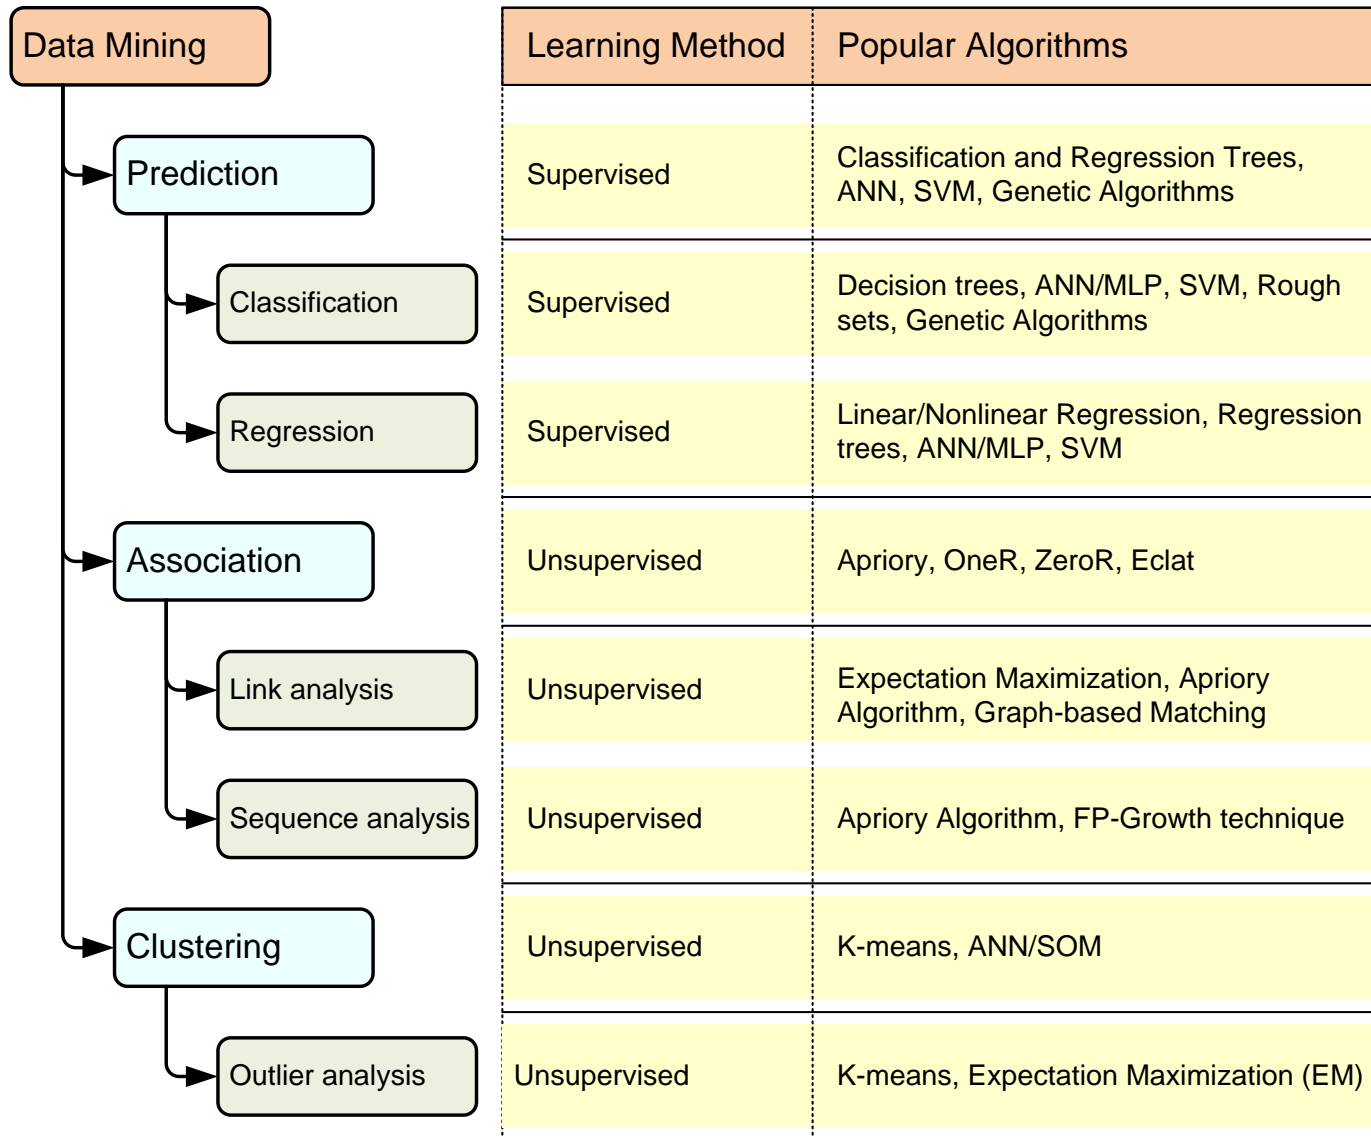 Data Mining
Learning Method
Popular Algorithms
Prediction
Supervised
Classification and Regression Trees,
ANN, SVM, Genetic Algorithms
Classification
Supervised
Decision trees, ANN/MLP, SVM, Rough
sets, Genetic Algorithms
Regression
Supervised
Linear/Nonlinear Regression, Regression
trees, ANN/MLP, SVM
Association
Unsupervised
Apriory, OneR, ZeroR, Eclat
Link analysis
Unsupervised
Expectation Maximization, Apriory
Algorithm, Graph-based Matching
Sequence analysis
Unsupervised
Apriory Algorithm, FP-Growth technique
Clustering
Unsupervised
K-means, ANN/SOM
Outlier analysis
Unsupervised
K-means, Expectation Maximization (EM)